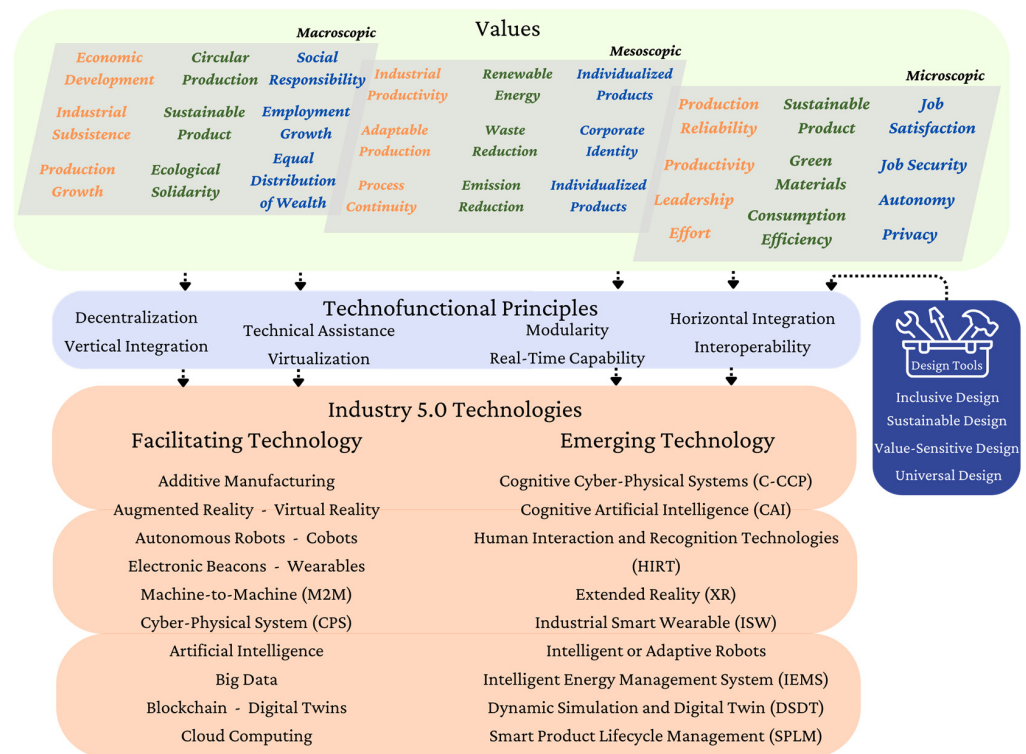 Values
Macroscopic
Economic
Development
Industrial
Subsistence
Production
Growth
Circular
Production
Sustainable
Product
Ecological
Solidarity
Social
Responsibility
Employment
Growth
Equal
Distribution
of Wealth
Mesoscopic
Industrial
Productivity
Adaptable
Production
Process
Continuity
Renewable
Energy
Waste
Reduction
Emission
Reduction
Individualized
Products
Corporate
Identity
Individualized
Products
Microscopic
Production
Reliability
Productivity
Leadership
Effort
Sustainable
Product
Green
Materials
Consumption
Efficiency
Job
Satisfaction
Job Security
Autonomy
Privacy
Technofunctional Principles
Decentralization
Vertical Integration
Technical Assistance
Virtualization
Modularity
Real-Time Capability
Horizontal Integration
Interoperability
Design Tools
Inclusive Design
Sustainable Design
Value-Sensitive Design
Universal Design
Industry 5.0 Technologies
Facilitating Technology
Additive Manufacturing
Augmented Reality - Virtual Reality
Autonomous Robots - Cobots
Electronic Beacons - Wearables
Machine-to-Machine (M2M)
Cyber-Physical System (CPS)
Artificial Intelligence
Big Data
Blockchain - Digital Twins
Cloud Computing
Emerging Technology
Cognitive Cyber-Physical Systems (C-CCP)
Cognitive Artificial Intelligence (CAI)
Human Interaction and Recognition Technologies
(HIRT)
Extended Reality (XR)
Industrial Smart Wearable (ISW)
Intelligent or Adaptive Robots
Intelligent Energy Management System (IEMS)
Dynamic Simulation and Digital Twin (DSDT)
Smart Product Lifecycle Management (SPLM)